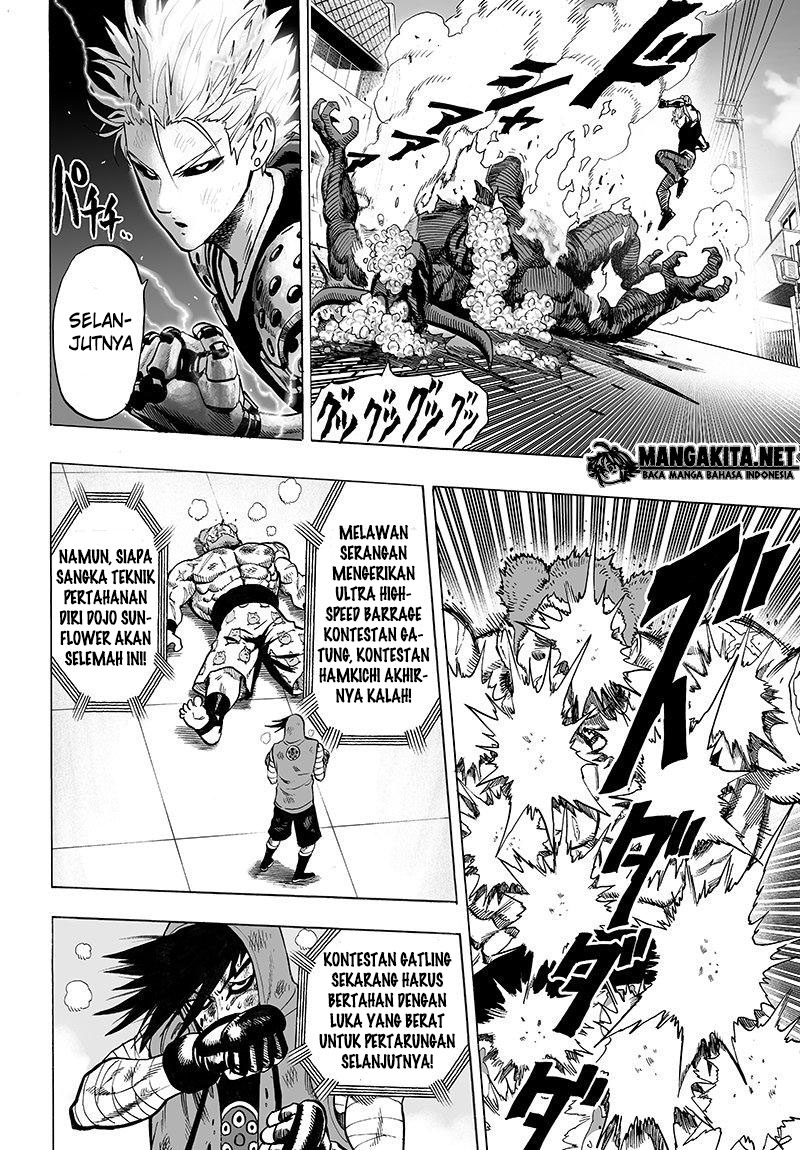 ドド
ドシャアア
グッ グッ グッ グッ
パチチ..
SELAN-
JUTNYA
MANGAKITA.NET
BACA MANGA BAHASA INDONESIA
ズダダダ
MELAWAN
SERANGAN
MENGERIKAN
ULTRA HIGH-
SPEED BARRAGE
KONTESTAN GA-
TUNG, KONTESTAN
HAMKICHI AKHIR-
NYA KALAH!
NAMUN, SIAPA
SANGKA TEKNIK
PERTAHANAN
DIRI DOJO SUN-
FLOWER AKAN
SELEMAH INI!
KONTESTAN GATLING
SEKARANG HARUS
BERTAHAN DENGAN
LUKA YANG BERAT
UNTUK PERTARUNGAN
SELANJUTNYA!